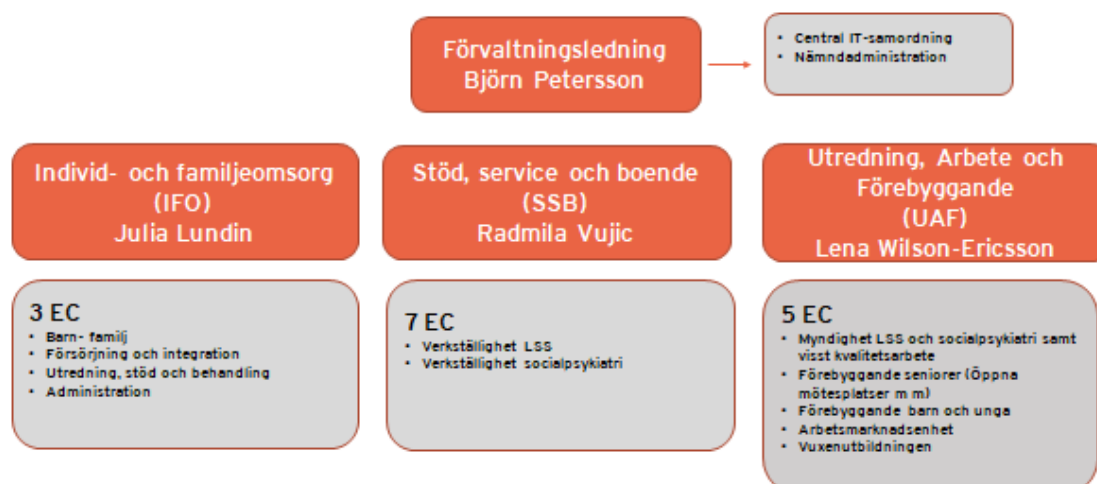 Förvaltningsledning
Björn Petersson
• Central IT-samordning
• Nämndadministration
Individ- och familjeomsorg
(IFO)
Julia Lundin
Stöd, service och boende
(SSB)
Radmila Vujic
Utredning, Arbete och
Förebyggande
(UAF)
Lena Wilson-Ericsson
3 EC
• Barn- familj
• Försörjning och integration
• Utredning, stöd och behandling
• Administration
7 EC
• Verkställighet LSS
• Verkställighet socialpsykiatri
5 EC
• Myndighet LSS och socialpsykiatri samt
visst kvalitetsarbete
• Förebyggande seniorer (Öppna
mötesplatser m m)
• Förebyggande barn och unga
• Arbetsmarknadsenhet
• Vuxenutbildningen